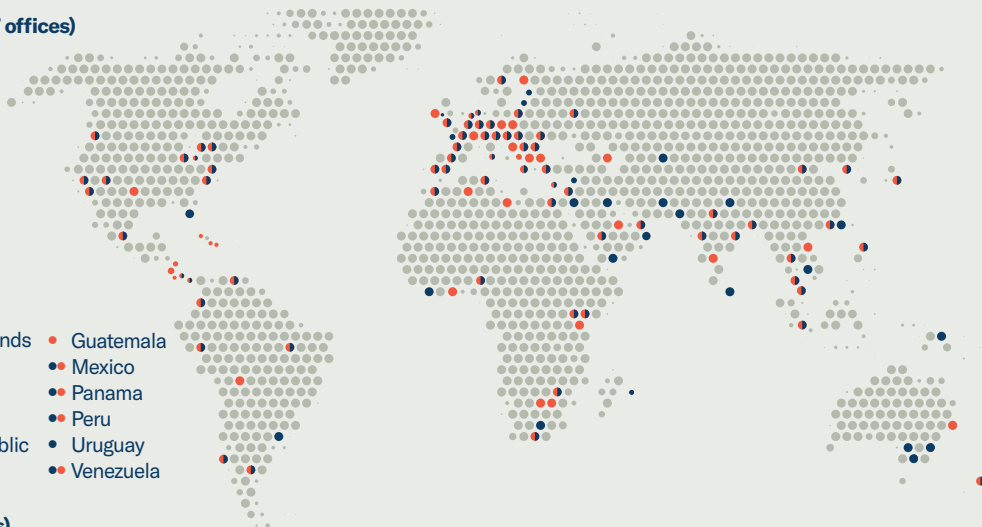 offices)
nds
Guatemala
Mexico
Panama
Peru
blic
Uruguay
Venezuela
s)